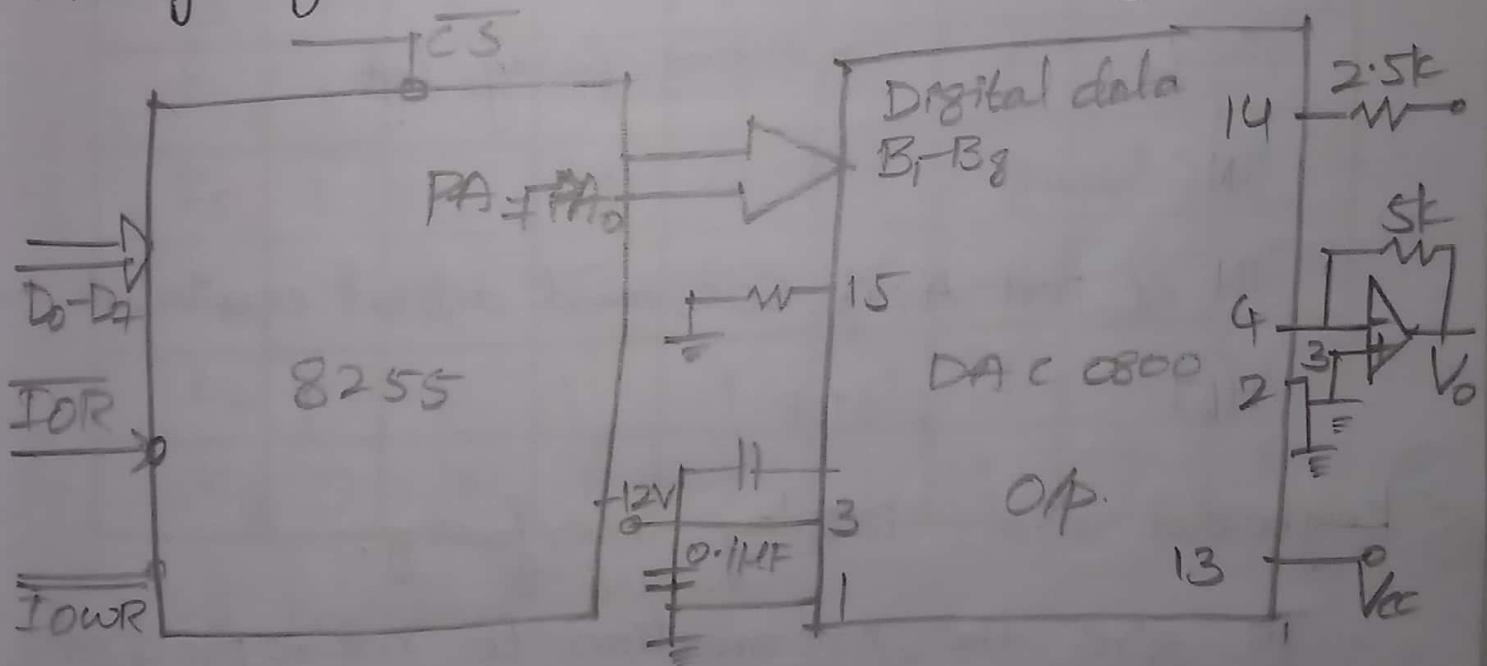 CS
Digital data
B1-B8
14
2.5k
PA7-PA0
D0-D7
15
5k
4
3
2
V0
IOR
8255
DAC 0800
-12V
3
0.1µF
O/p.
13
Vcc
1
IOWR